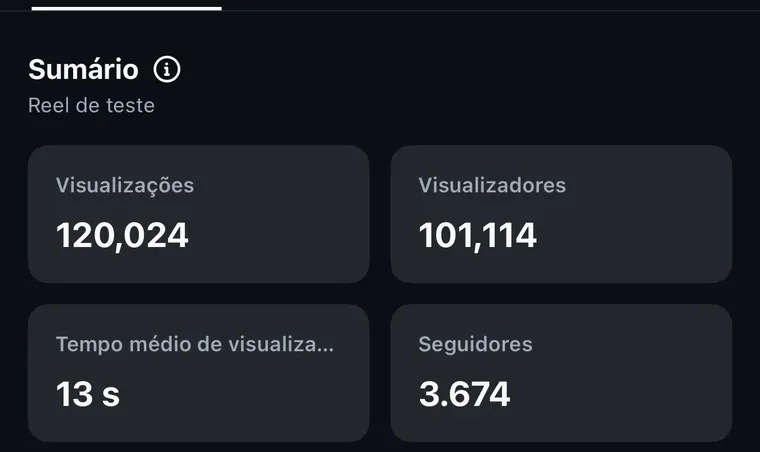 Sumário
Reel de teste
Visualizações
Visualizadores
120,024
101,114
Tempo médio de visualiza...
Seguidores
13 s
3.674